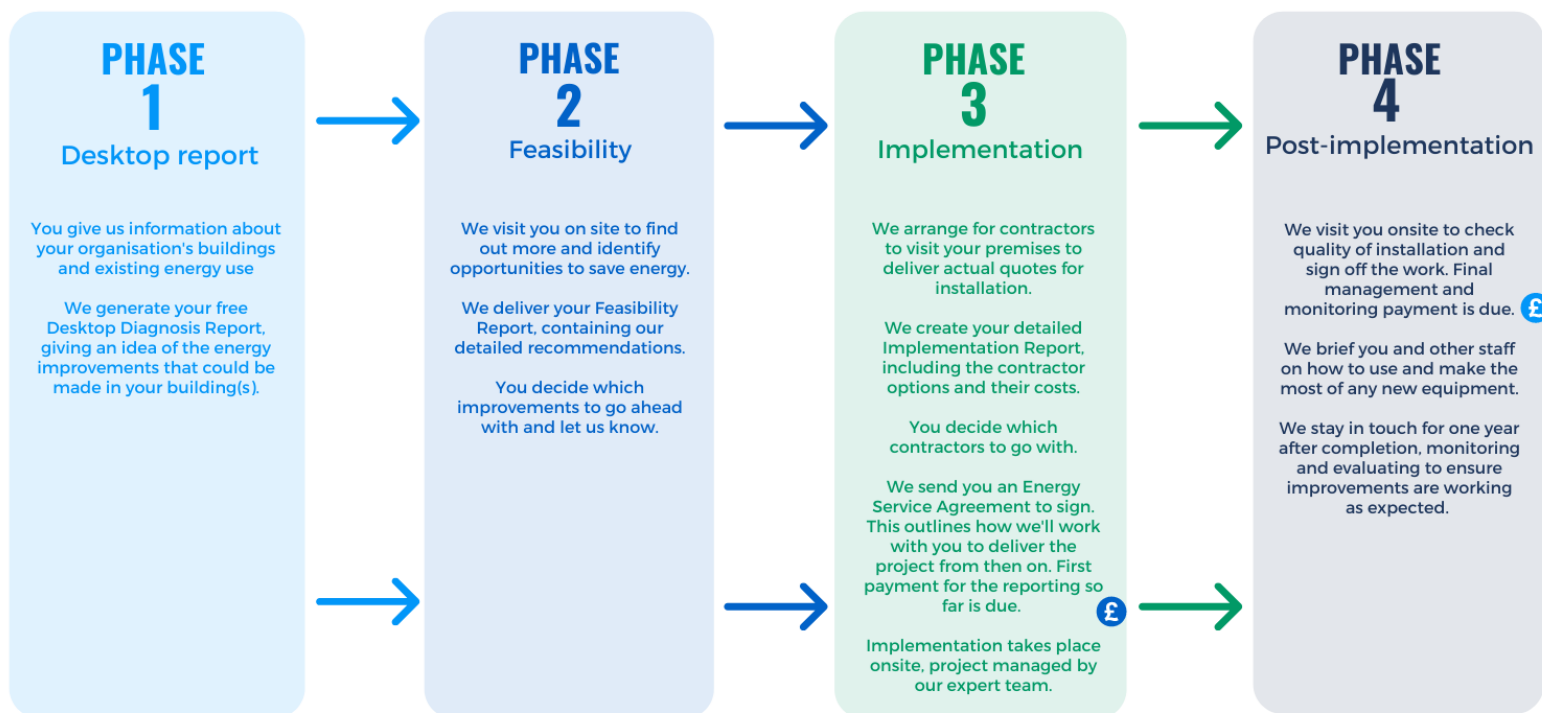 PHASE
1
Desktop report
You give us information about
your organisation's buildings
and existing energy use
We generate your free
Desktop Diagnosis Report,
giving an idea of the energy
improvements that could be
made in your building(s).
PHASE
2
Feasibility
We visit you on site to find
out more and identify
opportunities to save energy.
We deliver your Feasibility
Report, containing our
detailed recommendations.
You decide which
improvements to go ahead
with and let us know.
PHASE
3
Implementation
We arrange for contractors
to visit your premises to
deliver actual quotes for
installation.
We create your detailed
Implementation Report,
including the contractor
options and their costs.
You decide which
contractors to go with.
We send you an Energy
Service Agreement to sign.
This outlines how we'll work
with you to deliver the
project from then on. First
payment for the reporting so
far is due.
£
Implementation takes place
onsite, project managed by
our expert team.
PHASE
4
Post-implementation
We visit you onsite to check
quality of installation and
sign off the work. Final
management and
monitoring payment is due.
£
We brief you and other staff
on how to use and make the
most of any new equipment.
We stay in touch for one year
after completion, monitoring
and evaluating to ensure
improvements are working
as expected.